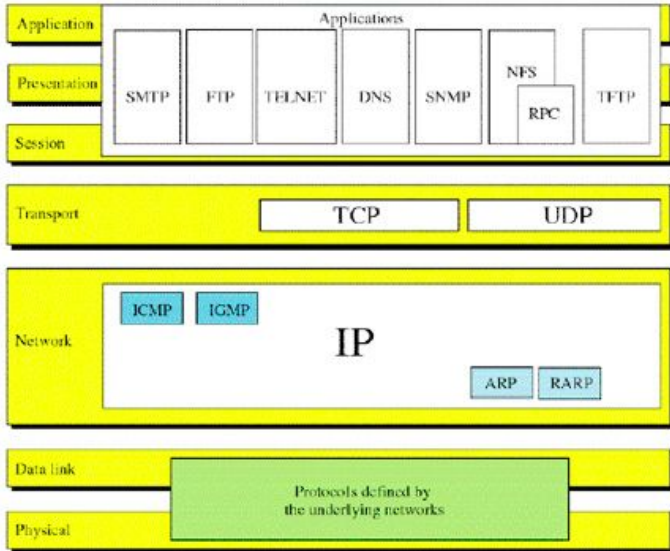 Application
Applications
Presentation
SMTP FTP TELNET DNS SNMP NFS RPC TFTP
Session
Transport
TCP UDP
ICMP IGMP
Network
IP
ARP RARP
Data link
Protocols defined by
the underlying networks
Physical